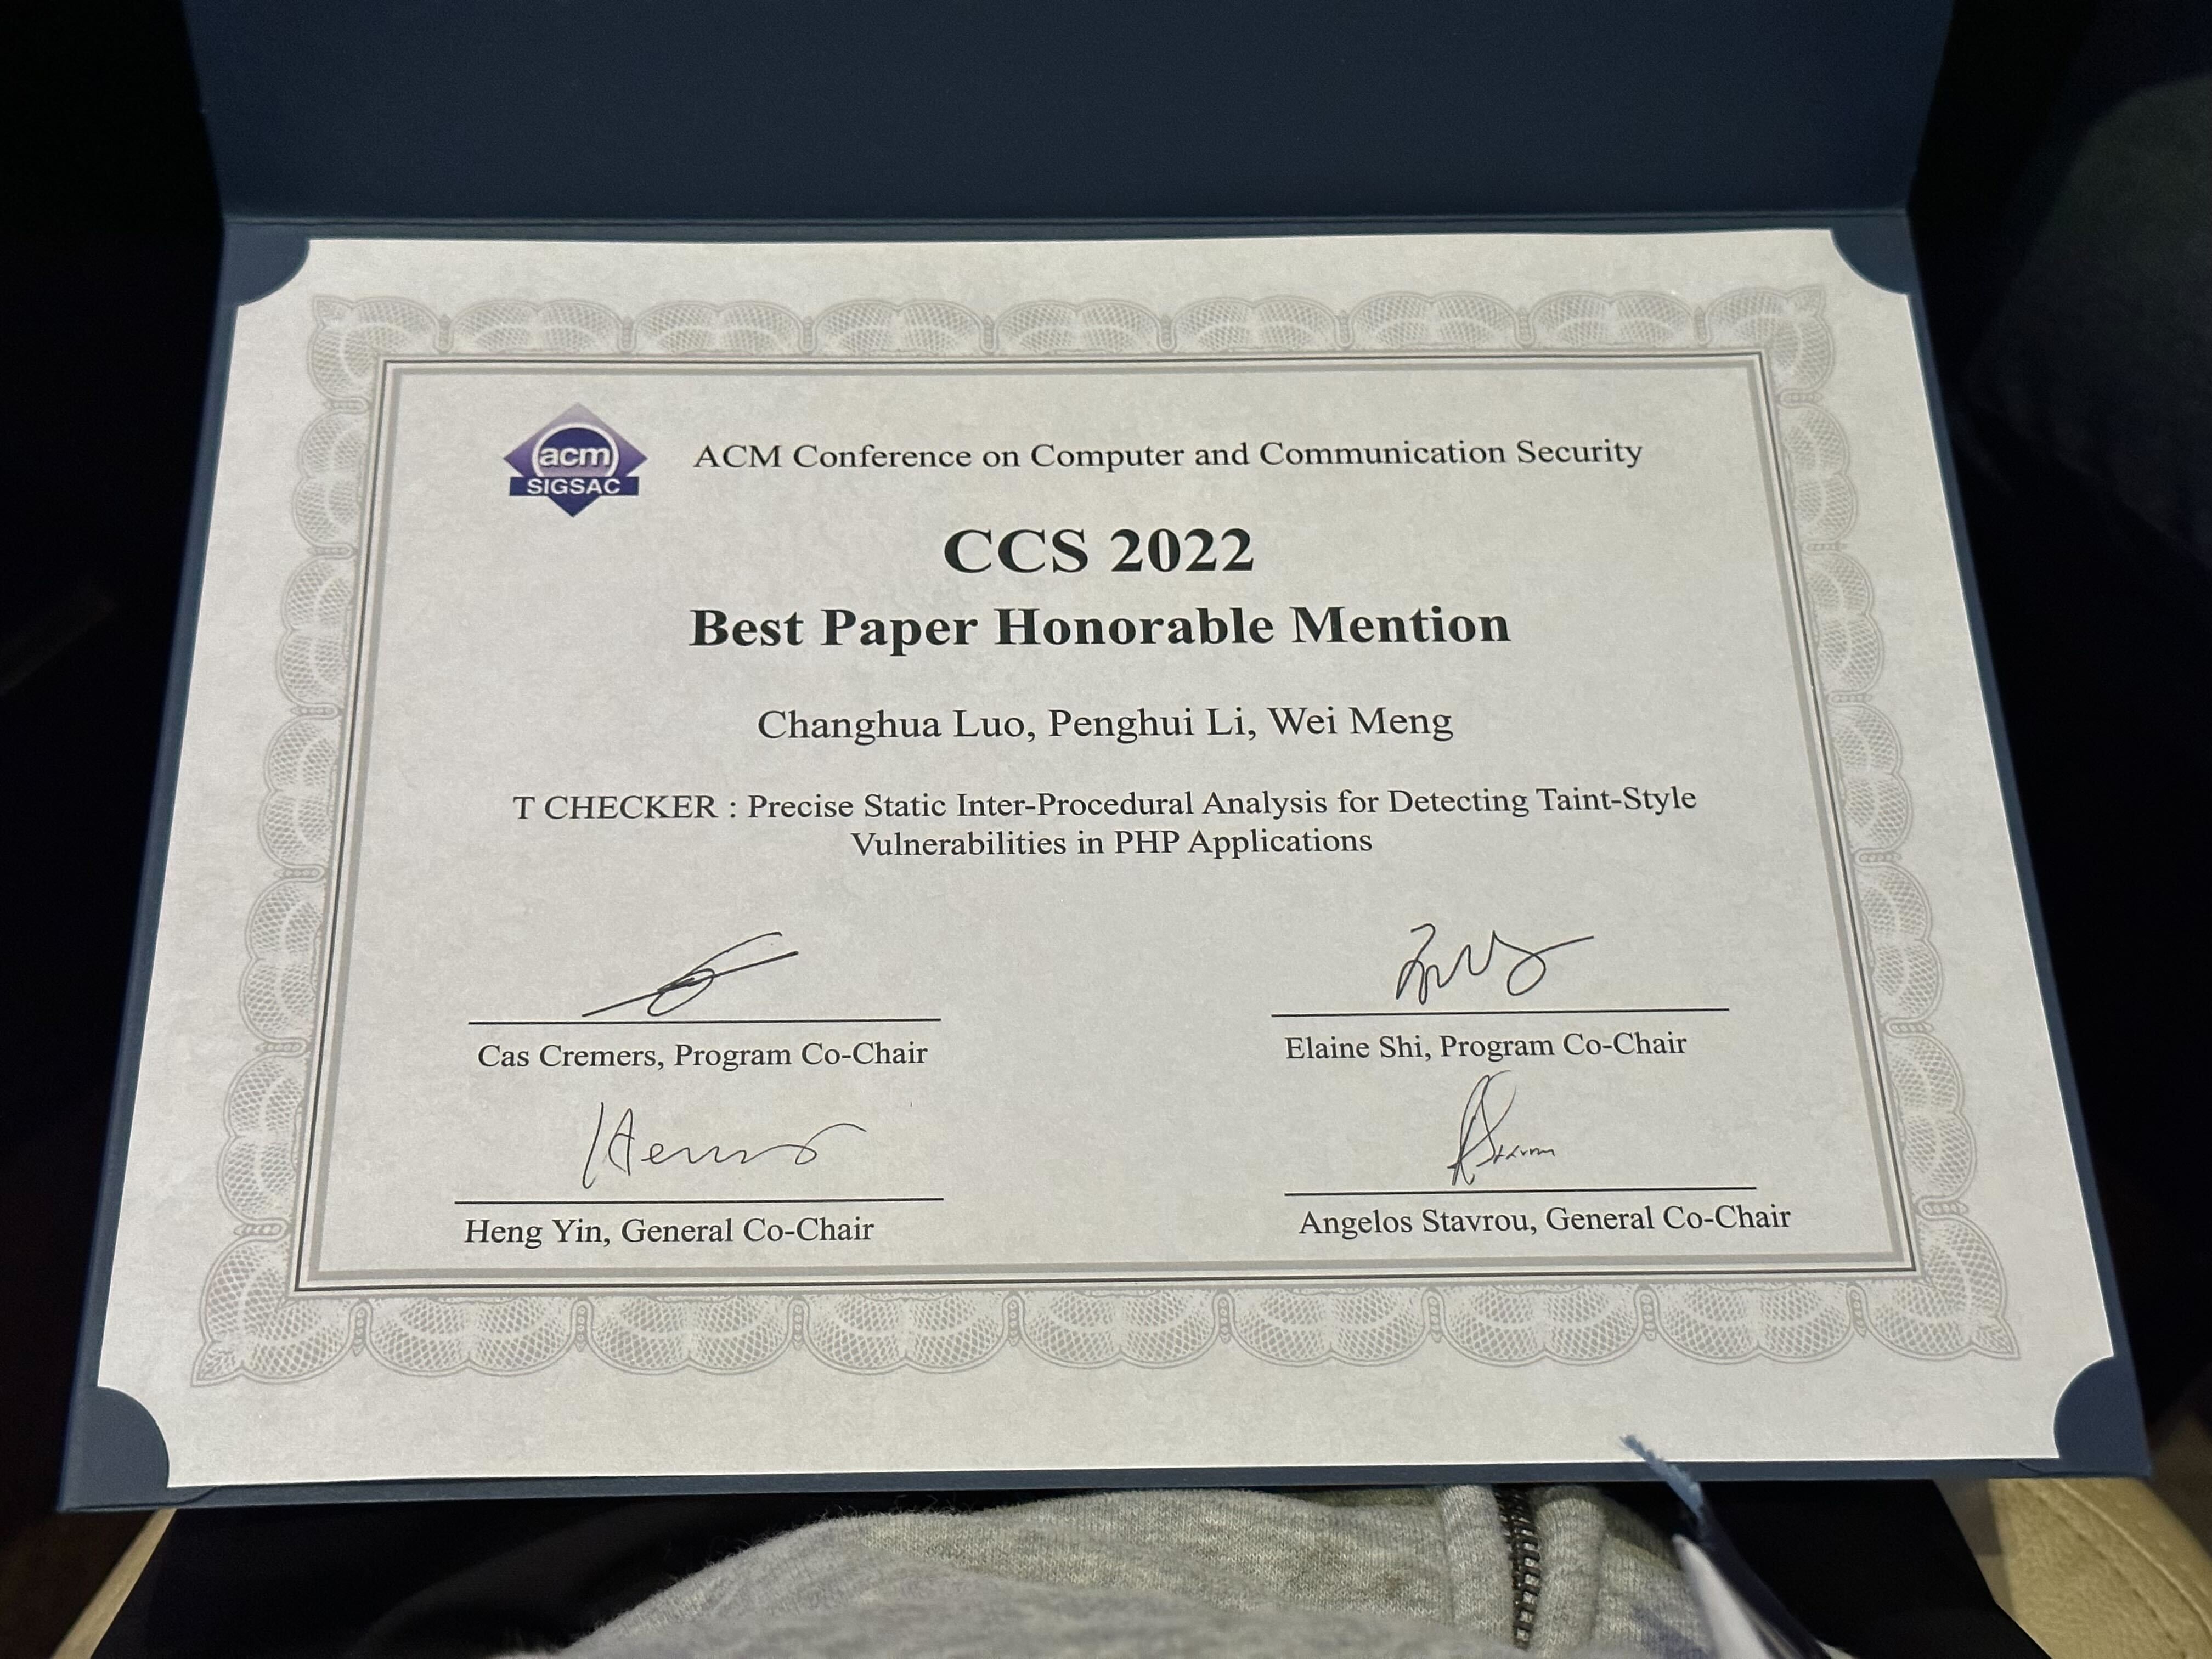 acm
SIGSAC
ACM Conference on Computer and Communication Security
CCS 2022
Best Paper Honorable Mention
Changhua Luo, Penghui Li, Wei Meng
T CHECKER : Precise Static Inter-Procedural Analysis for Detecting Taint-Style
Vulnerabilities in PHP Applications
Cas Cremers, Program Co-Chair
Elaine Shi, Program Co-Chair
Heng Yin, General Co-Chair
Angelos Stavrou, General Co-Chair